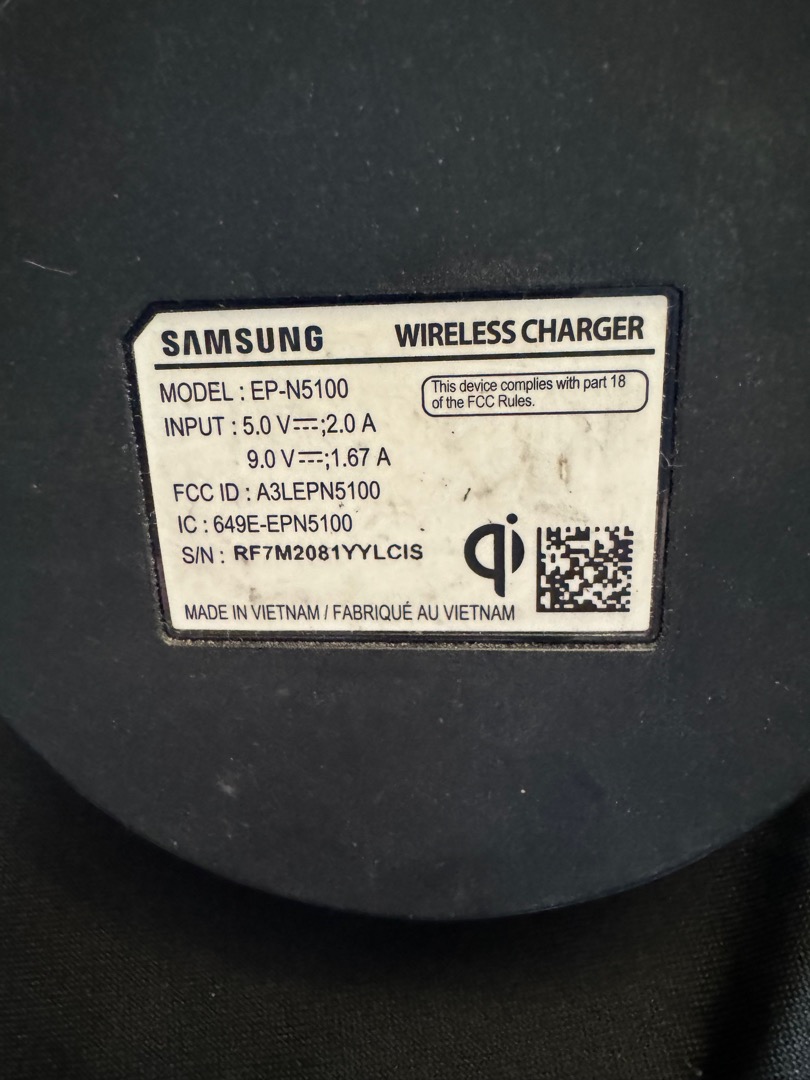 SAMSUNG WIRELESS CHARGER
MODEL : EP-N5100
This device complies with part 18
of the FCC Rules.
INPUT : 5.0 V⎓;2.0 A
9.0 V⎓;1.67 A
FCC ID : A3LEPN5100
IC : 649E-EPN5100
S/N : RF7M2081YYLCIS
qi
MADE IN VIETNAM / FABRIQUÉ AU VIETNAM